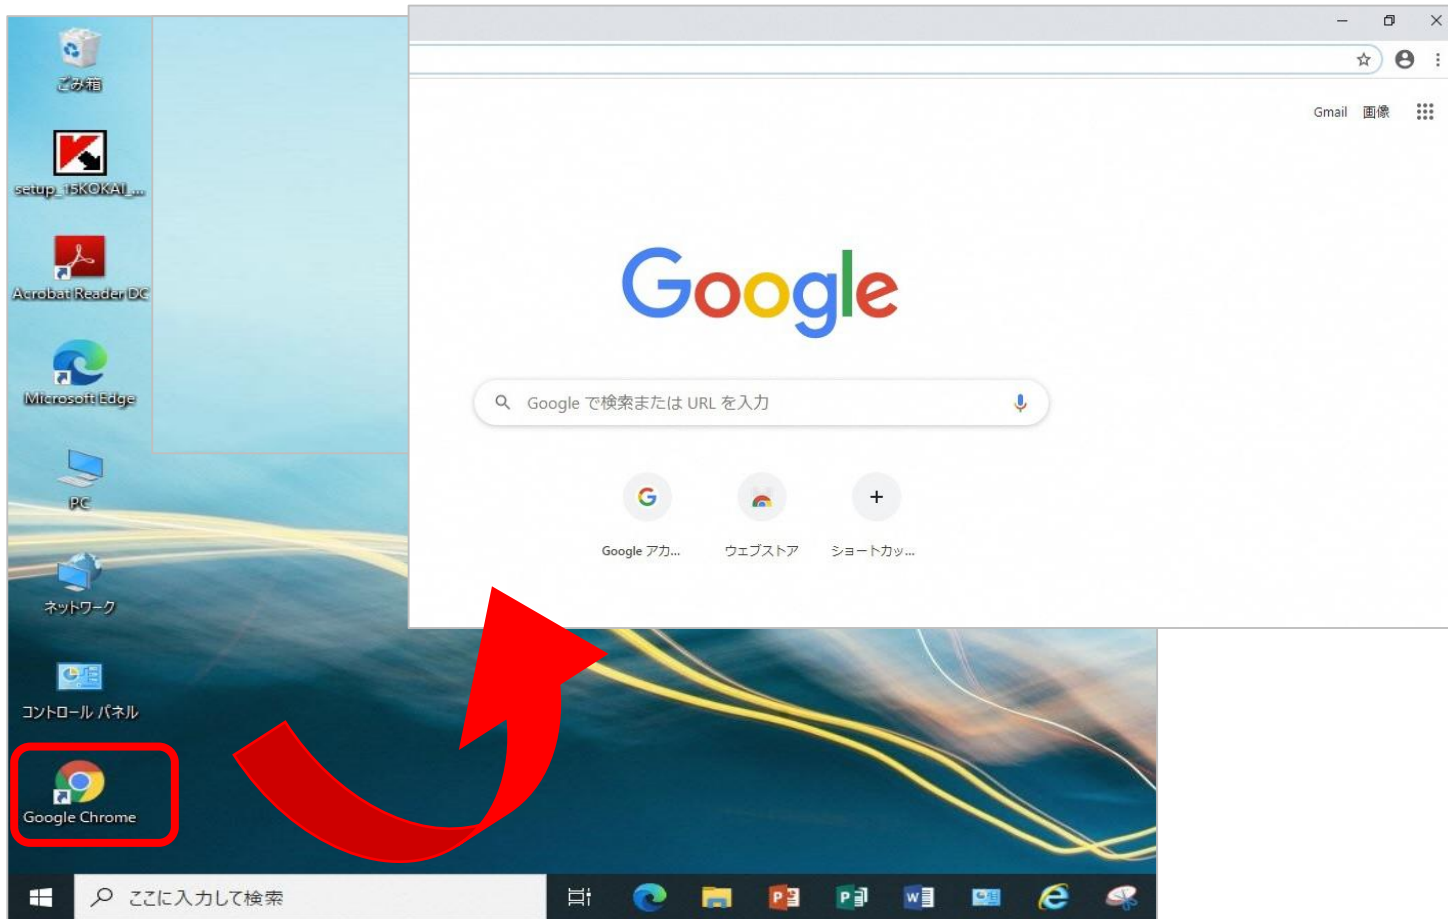 ごみ箱
setup_15KOKAI_...
Acrobat Reader DC
Microsoft Edge
PC
ネットワーク
コントロール パネル
Google Chrome
ここに入力して検索
Gmail 画像
Google
Google で検索または URL を入力
Google アカ...
ウェブストア
ショートカッ...